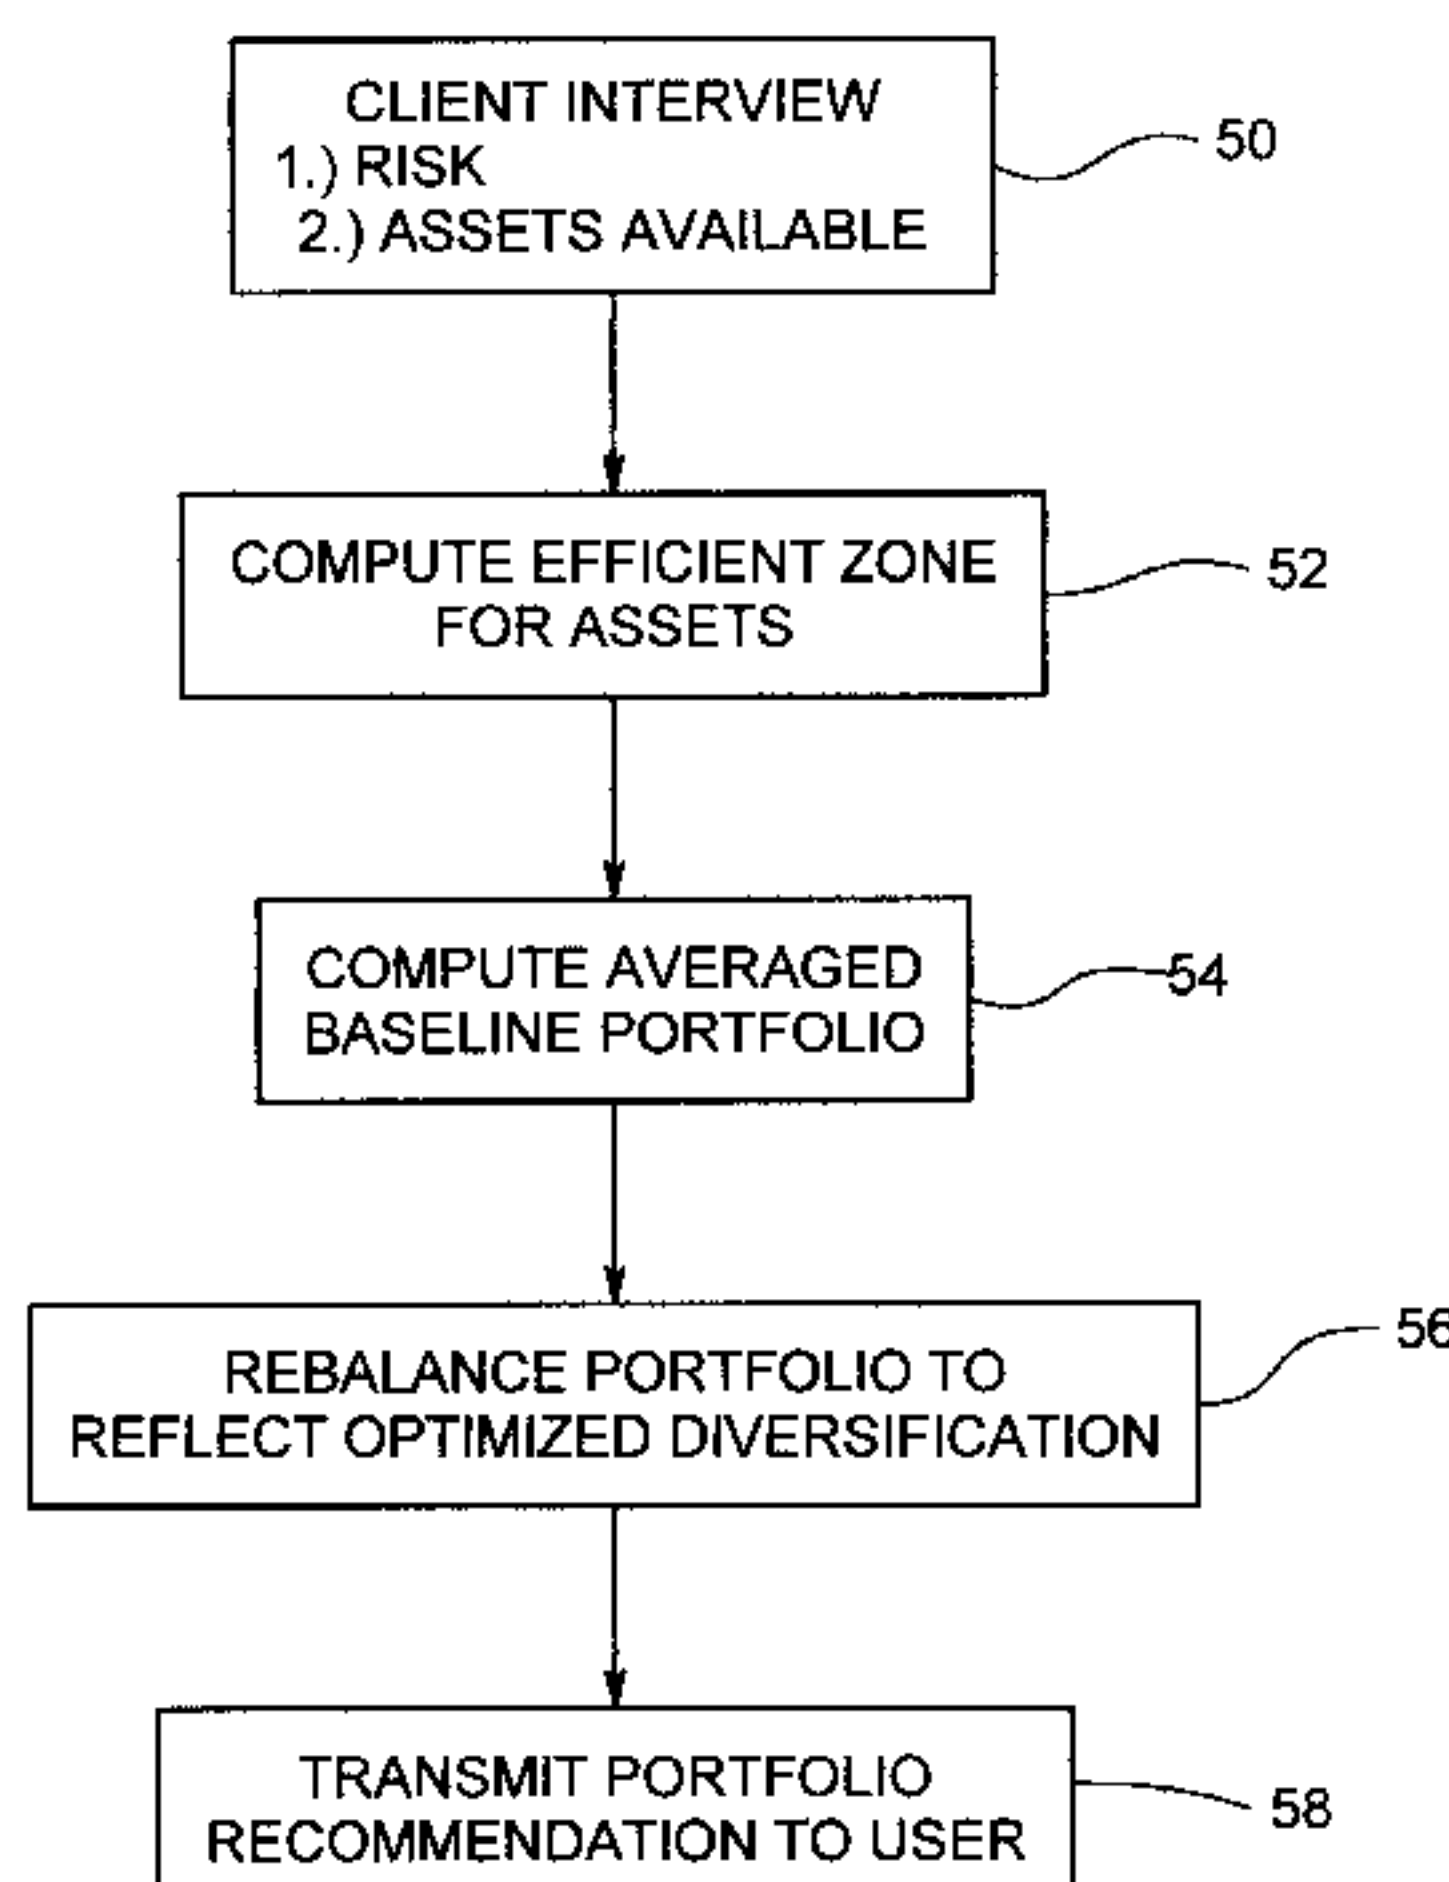 CLIENT INTERVIEW
1.) RISK
2.) ASSETS AVAILABLE
50
COMPUTE EFFICIENT ZONE
FOR ASSETS
52
COMPUTE AVERAGED
BASELINE PORTFOLIO
54
REBALANCE PORTFOLIO TO
REFLECT OPTIMIZED DIVERSIFICATION
56
TRANSMIT PORTFOLIO
RECOMMENDATION TO USER
58